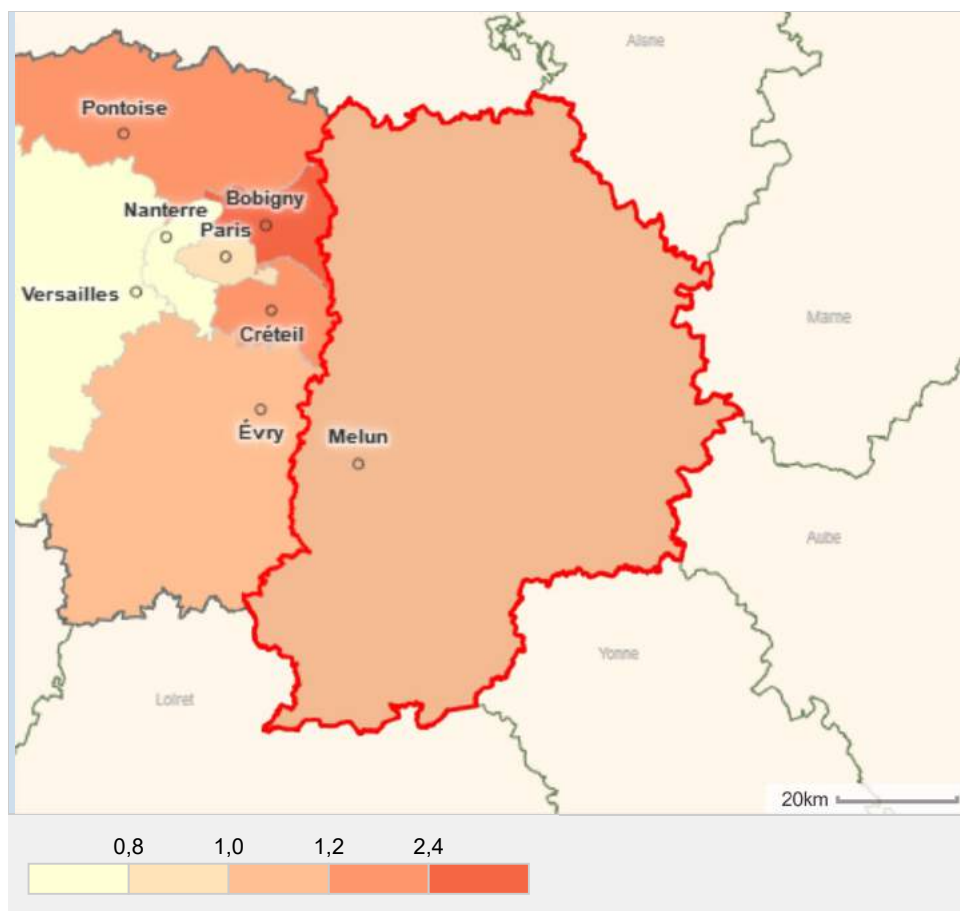 Aisne
Pontoise
Bobigny
Nanterre
Paris
Versailles
Marne
Créteil
Évry
Melun
Aube
Yonne
Loiret
20km
0,8 1,0 1,2 2,4